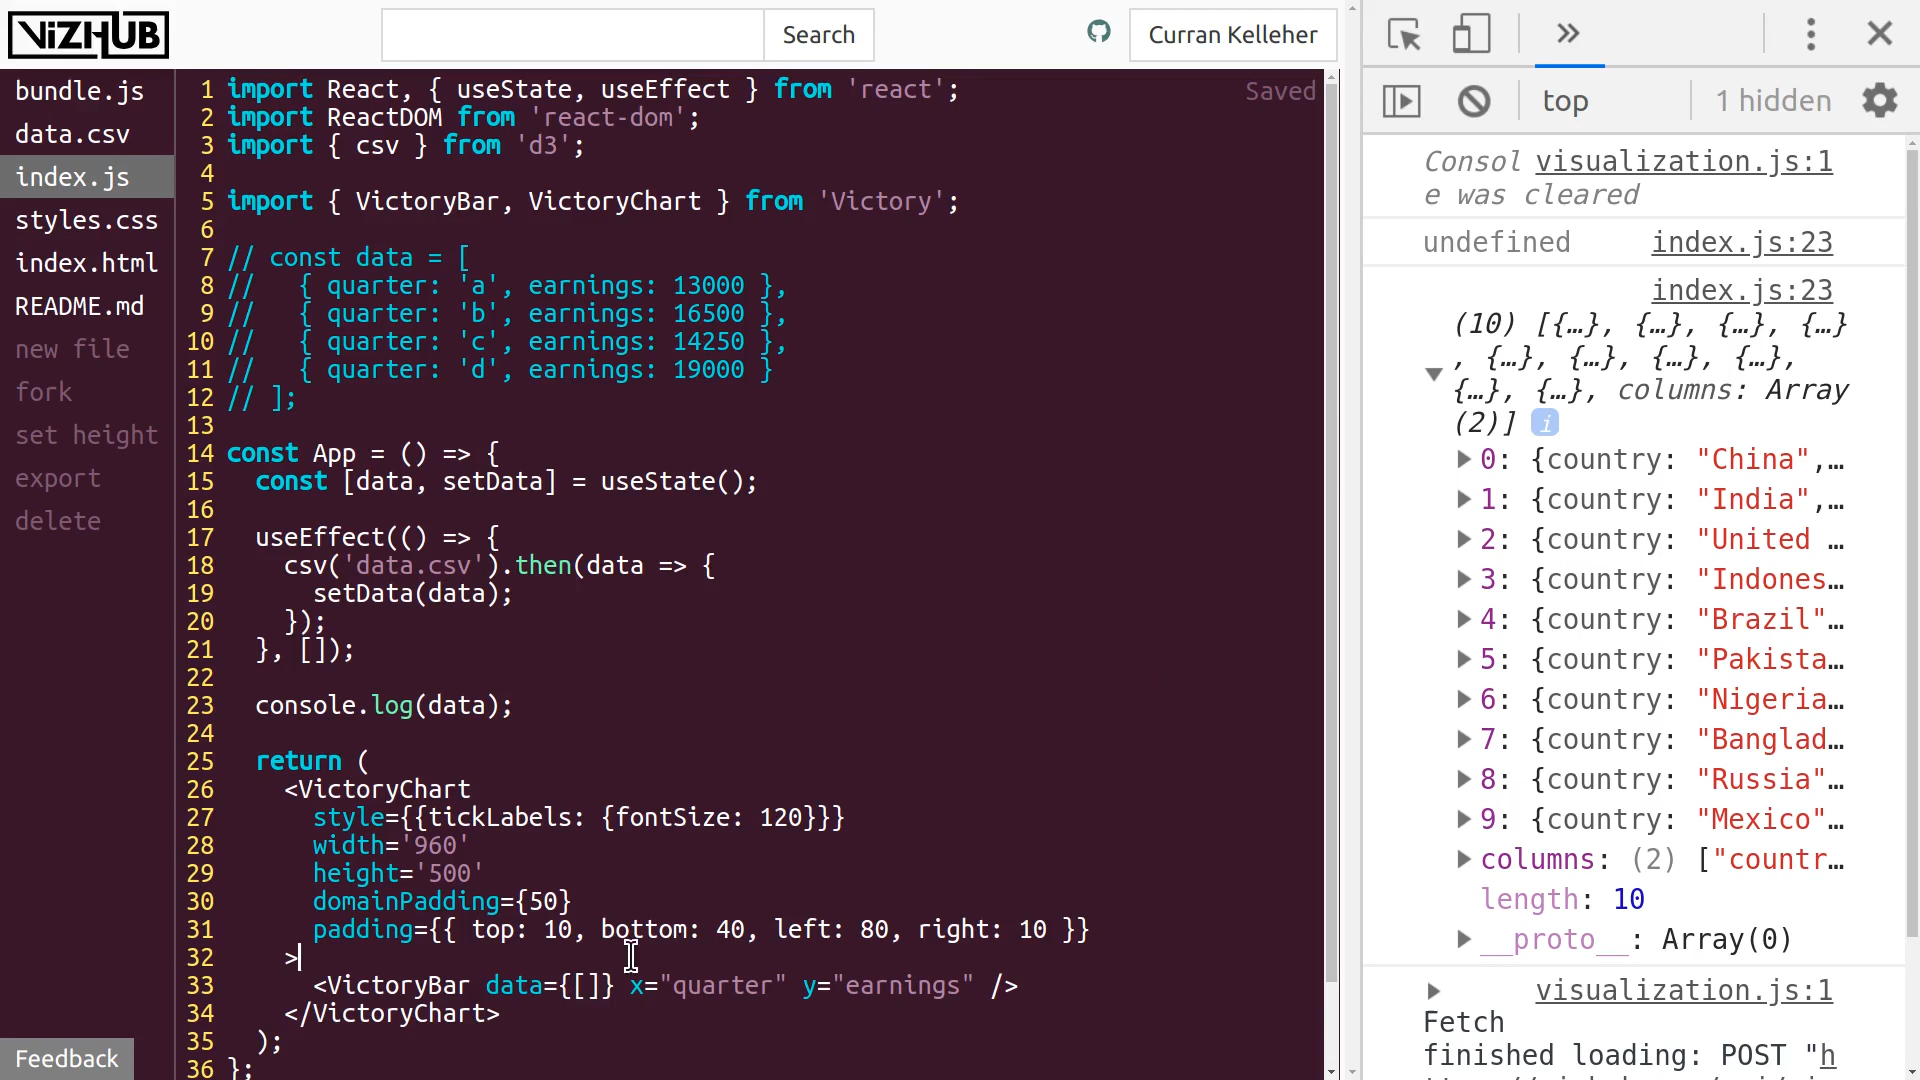 VIZHUB
Search
Curran Kelleher
bundle.js
data.csv
index.js
styles.css
index.html
README.md
new file
fork
set height
export
delete
Feedback
Saved
1 import React, { useState, useEffect } from 'react';
2 import ReactDOM from 'react-dom';
3 import { csv } from 'd3';
4
5 import { VictoryBar, VictoryChart } from 'Victory';
6
7 // const data = [
8 //   { quarter: 'a', earnings: 13000 },
9 //   { quarter: 'b', earnings: 16500 },
10 //   { quarter: 'c', earnings: 14250 },
11 //   { quarter: 'd', earnings: 19000 }
12 // ];
13
14 const App = () => {
15   const [data, setData] = useState();
16
17   useEffect(() => {
18     csv('data.csv').then(data => {
19       setData(data);
20     });
21   }, []);
22
23   console.log(data);
24
25   return (
26     <VictoryChart
27       style={{tickLabels: {fontSize: 120}}}
28       width='960'
29       height='500'
30       domainPadding={50}
31       padding={{ top: 10, bottom: 40, left: 80, right: 10 }}
32     >
33       <VictoryBar data={[]} x="quarter" y="earnings" />
34     </VictoryChart>
35   );
36 };
top
1 hidden
Consol visualization.js:1
e was cleared
undefined index.js:23
index.js:23
(10) [{…}, {…}, {…}, {…}
, {…}, {…}, {…}, {…},
{…}, {…}, columns: Array
(2)] i
0: {country: "China",…
1: {country: "India",…
2: {country: "United …
3: {country: "Indones…
4: {country: "Brazil"…
5: {country: "Pakista…
6: {country: "Nigeria…
7: {country: "Banglad…
8: {country: "Russia"…
9: {country: "Mexico"…
columns: (2) ["countr…
length: 10
__proto__: Array(0)
visualization.js:1
Fetch
finished loading: POST "h